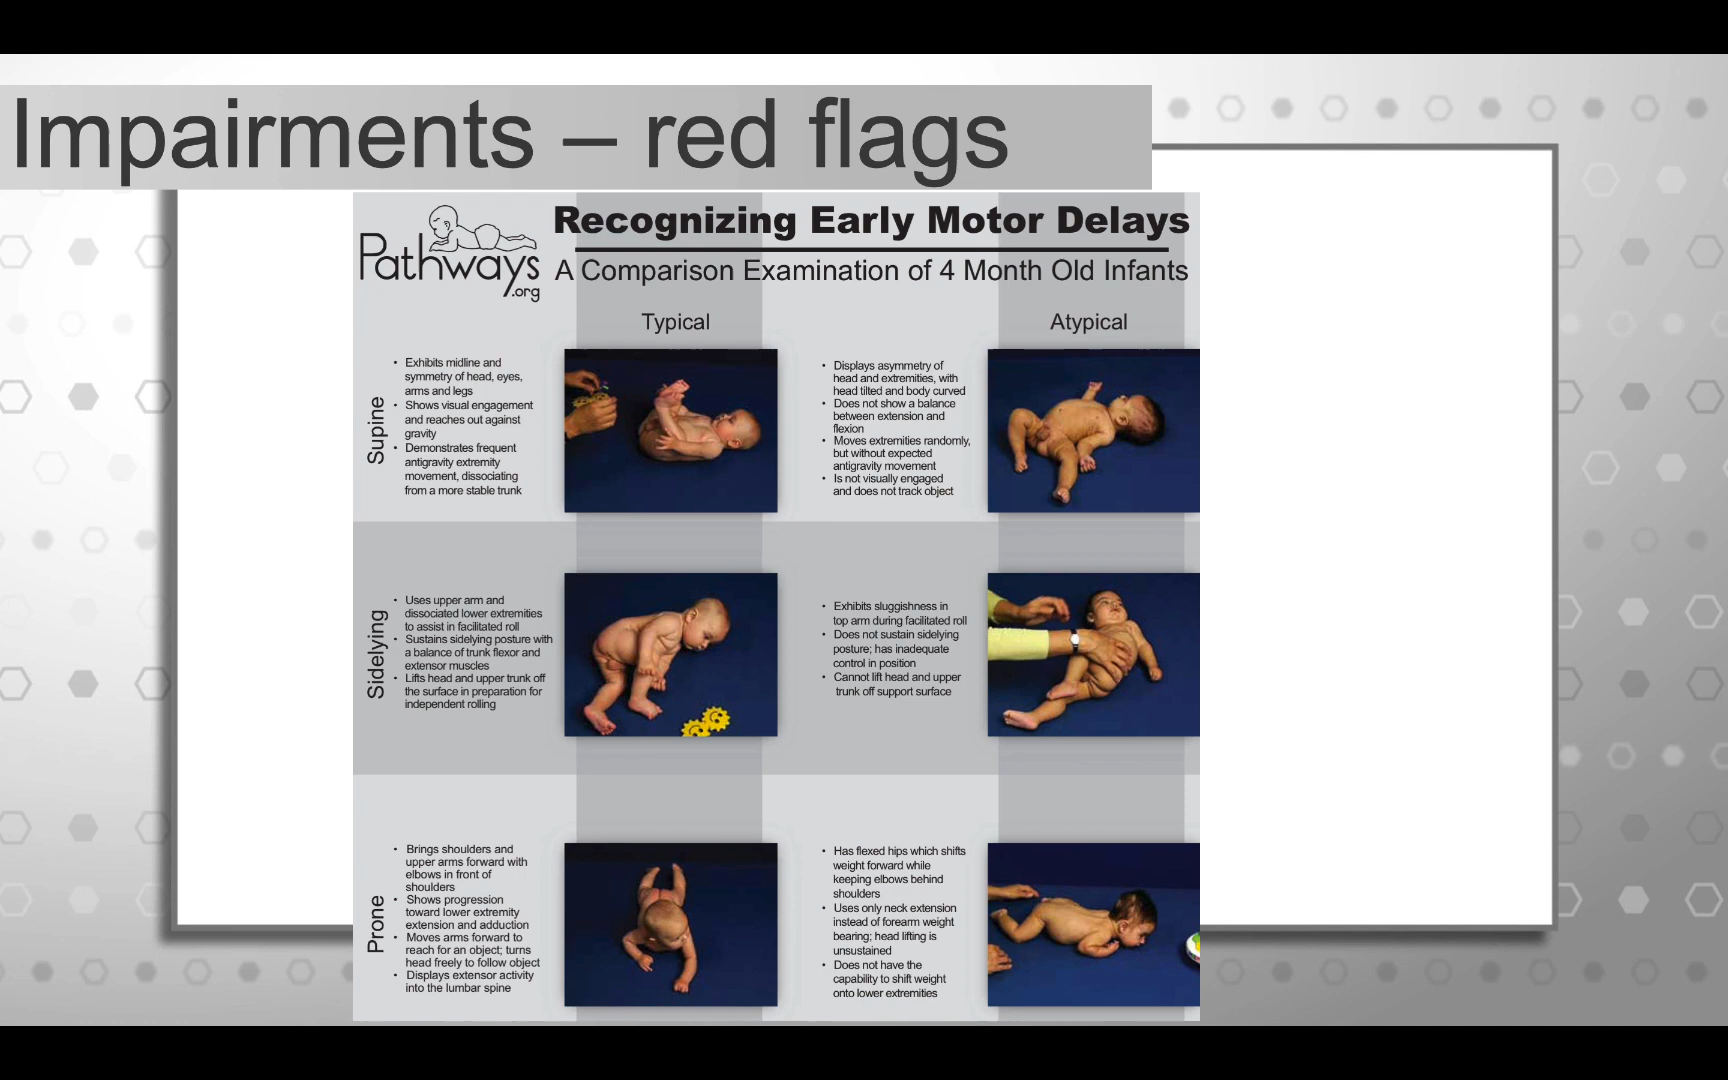 Impairments – red flags
Pathways
.org
Recognizing Early Motor Delays
A Comparison Examination of 4 Month Old Infants
Typical
Atypical
Supine
• Exhibits midline and
symmetry of head, eyes,
arms and legs
• Shows visual engagement
and reaches out against
gravity
• Demonstrates frequent
antigravity extremity
movement, dissociating
from a more stable trunk
• Displays asymmetry of
head and extremities, with
head tilted and body curved
• Does not show a balance
between extension and
flexion
• Moves extremities randomly,
but without expected
antigravity movement
• Is not visually engaged
and does not track object
Sidelying
• Uses upper arm and
dissociated lower extremities
to assist in facilitated roll
• Sustains sidelying posture with
a balance of trunk flexor and
extensor muscles
• Lifts head and upper trunk off
the surface in preparation for
independent rolling
• Exhibits sluggishness in
top arm during facilitated roll
• Does not sustain sidelying
posture; has inadequate
control in position
• Cannot lift head and upper
trunk off support surface
Prone
• Brings shoulders and
upper arms forward with
elbows in front of
shoulders
• Shows progression
toward lower extremity
extension and adduction
• Moves arms forward to
reach for an object; turns
head freely to follow object
• Displays extensor activity
into the lumbar spine
• Has flexed hips which shifts
weight forward while
keeping elbows behind
shoulders
• Uses only neck extension
instead of forearm weight
bearing; head lifting is
unsustained
• Does not have the
capability to shift weight
onto lower extremities